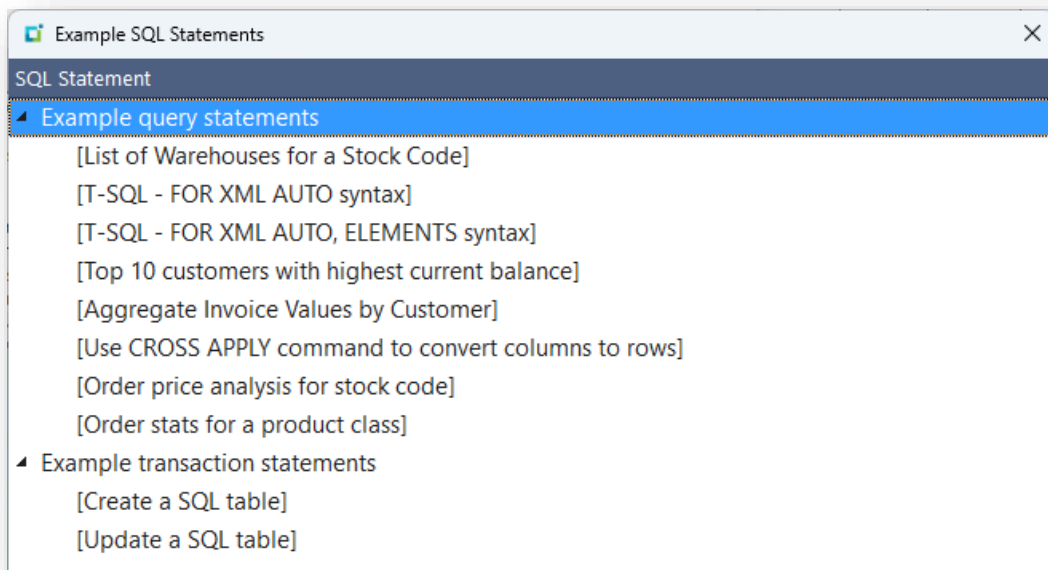 Example SQL Statements
SQL Statement
Example query statements
[List of Warehouses for a Stock Code]
[T-SQL - FOR XML AUTO syntax]
[T-SQL - FOR XML AUTO, ELEMENTS syntax]
[Top 10 customers with highest current balance]
[Aggregate Invoice Values by Customer]
[Use CROSS APPLY command to convert columns to rows]
[Order price analysis for stock code]
[Order stats for a product class]
Example transaction statements
[Create a SQL table]
[Update a SQL table]